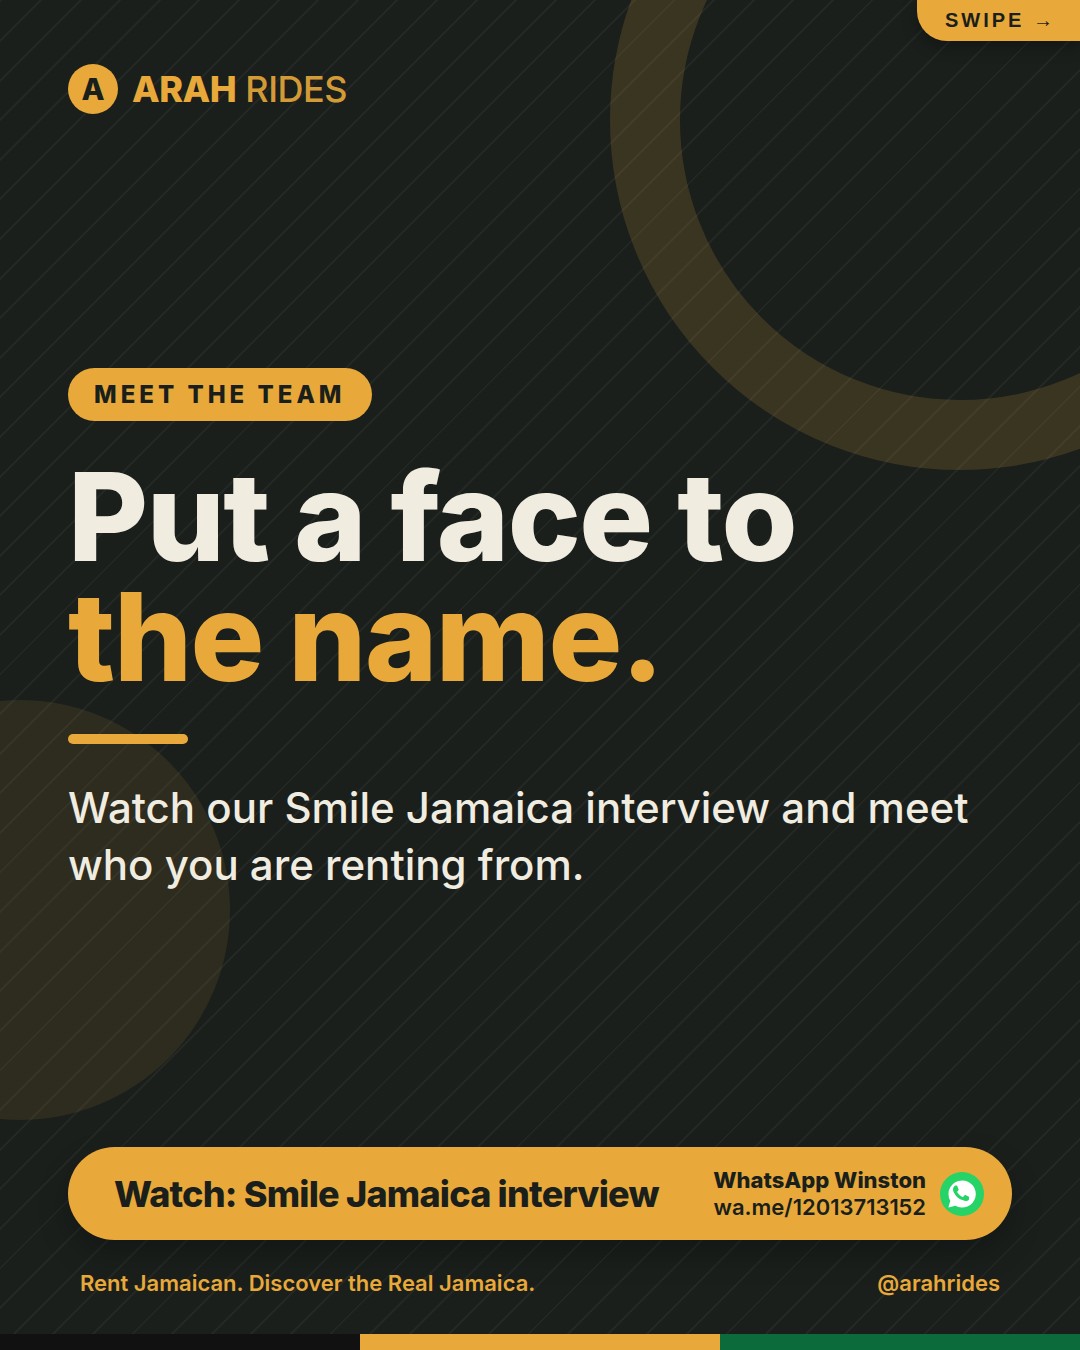 SWIPE →
A ARAH RIDES
MEET THE TEAM
Put a face to
the name.
Watch our Smile Jamaica interview and meet
who you are renting from.
Watch: Smile Jamaica interview
WhatsApp Winston
wa.me/12013713152
Rent Jamaican. Discover the Real Jamaica.
@arahrides